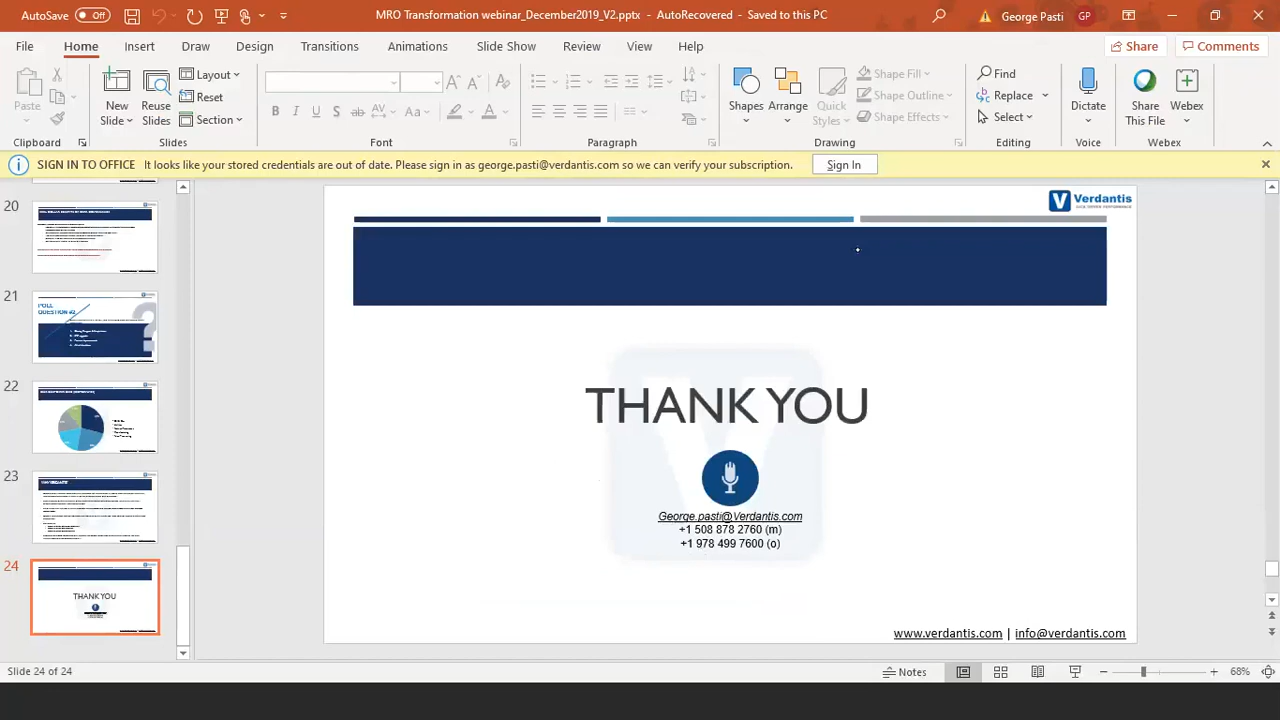 AutoSave Off
MRO Transformation webinar_December2019_V2.pptx - AutoRecovered - Saved to this PC
George Pasti GP
File Home Insert Draw Design Transitions Animations Slide Show Review View Help Share Comments
Paste
New Slide
Reuse Slides
Layout
Reset
Section
Shapes
Arrange
Quick Styles
Shape Fill
Shape Outline
Shape Effects
Find
Replace
Select
Dictate
Share This File
Webex
Clipboard Slides Font Paragraph Drawing Editing Voice Webex
SIGN IN TO OFFICE It looks like your stored credentials are out of date. Please sign in as george.pasti@verdantis.com so we can verify your subscription. Sign In
20
21
POLL
QUESTION #2
22
23
24
THANK YOU
Verdantis
THANK YOU
George.pasti@Verdantis.com
+1 508 878 2760 (m)
+1 978 499 7600 (o)
www.verdantis.com | info@verdantis.com
Slide 24 of 24
Notes
68%